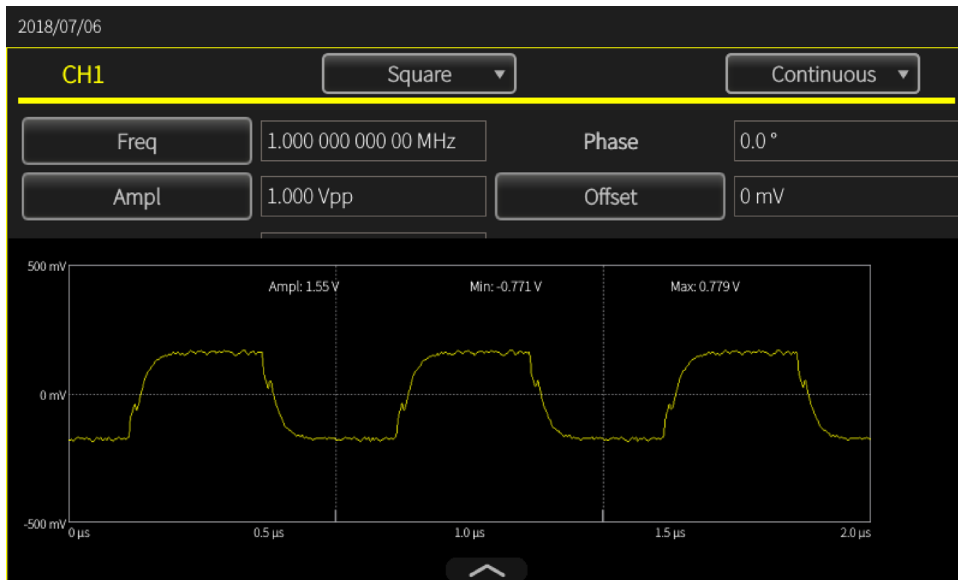 2018/07/06
CH1 Square Continuous
Freq 1.000 000 000 00 MHz Phase 0.0 °
Ampl 1.000 Vpp Offset 0 mV
500 mV
Ampl: 1.55 V Min: -0.771 V Max: 0.779 V
0 mV
-500 mV
0 µs 0.5 µs 1.0 µs 1.5 µs 2.0 µs